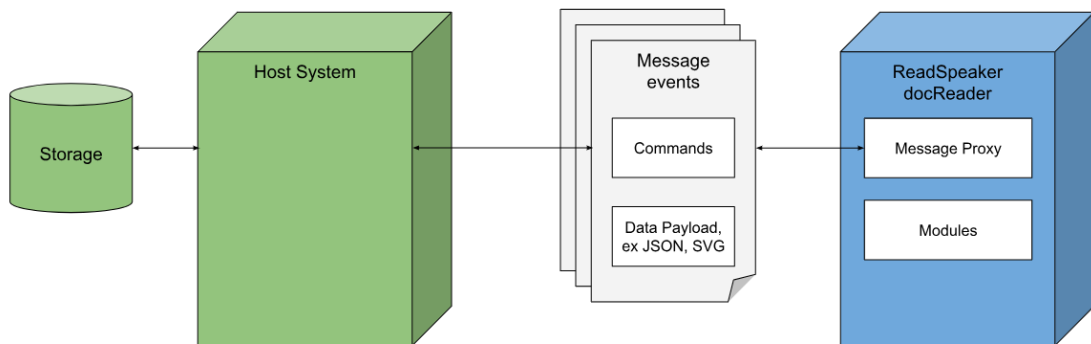 Storage
Host System
Message
events
Commands
Data Payload,
ex JSON, SVG
ReadSpeaker
docReader
Message Proxy
Modules